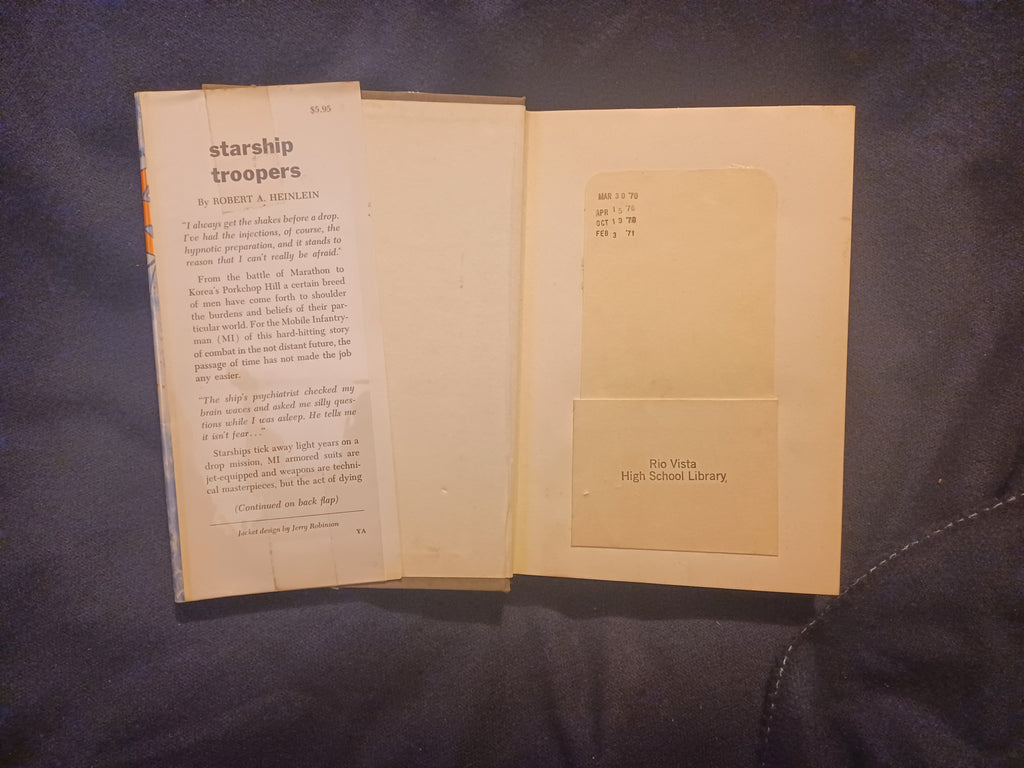 $5.95
starship
troopers
By ROBERT A. HEINLEIN
"I always get the shakes before a drop.
I've had the injections, of course, the
hypnotic preparation, and it stands to
reason that I can't really be afraid."
From the battle of Marathon to
Korea's Porkchop Hill a certain breed
of men have come forth to shoulder
the burdens and beliefs of their par-
ticular world. For the Mobile Infantry-
man (MI) of this hard-hitting story
of combat in the not distant future, the
passage of time has not made the job
any easier.
"The ship's psychiatrist checked my
brain waves and asked me silly ques-
tions while I was asleep. He tells me
it isn't fear..."
Starships tick away light years on a
drop mission, MI armored suits are
jet-equipped and weapons are techni-
cal masterpieces, but the act of dying
(Continued on back flap)
Jacket design by Jerry Robinson
YA
MAR 30 '70
APR 15 '70
OCT 19 '70
FEB 3 '71
Rio Vista
High School Library